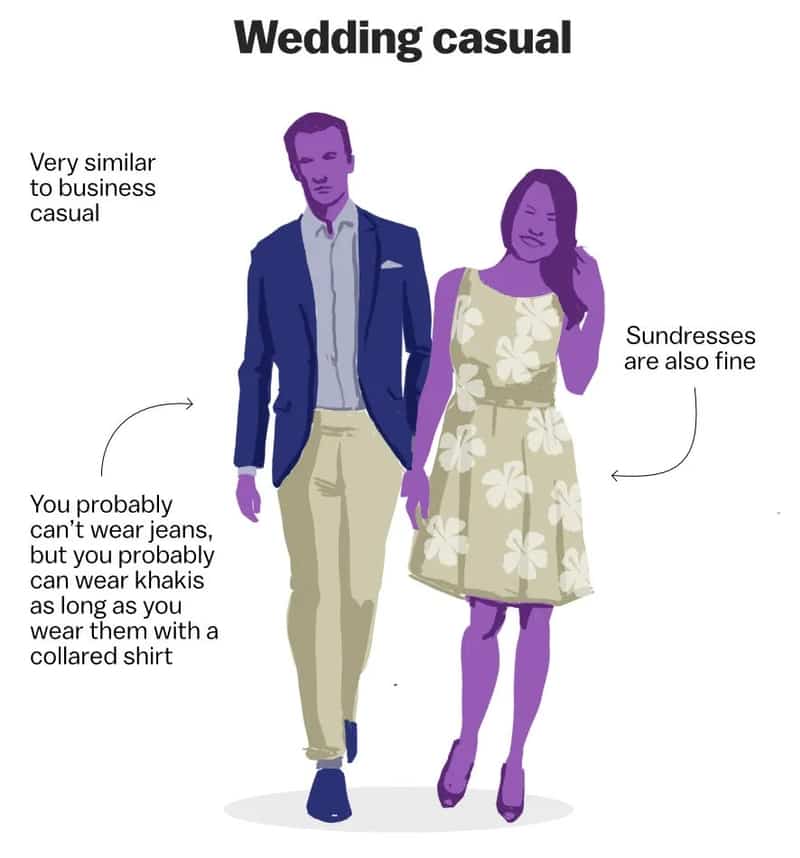 Wedding casual
Very similar
to business
casual
Sundresses
are also fine
You probably
can't wear jeans,
but you probably
can wear khakis
as long as you
wear them with a
collared shirt